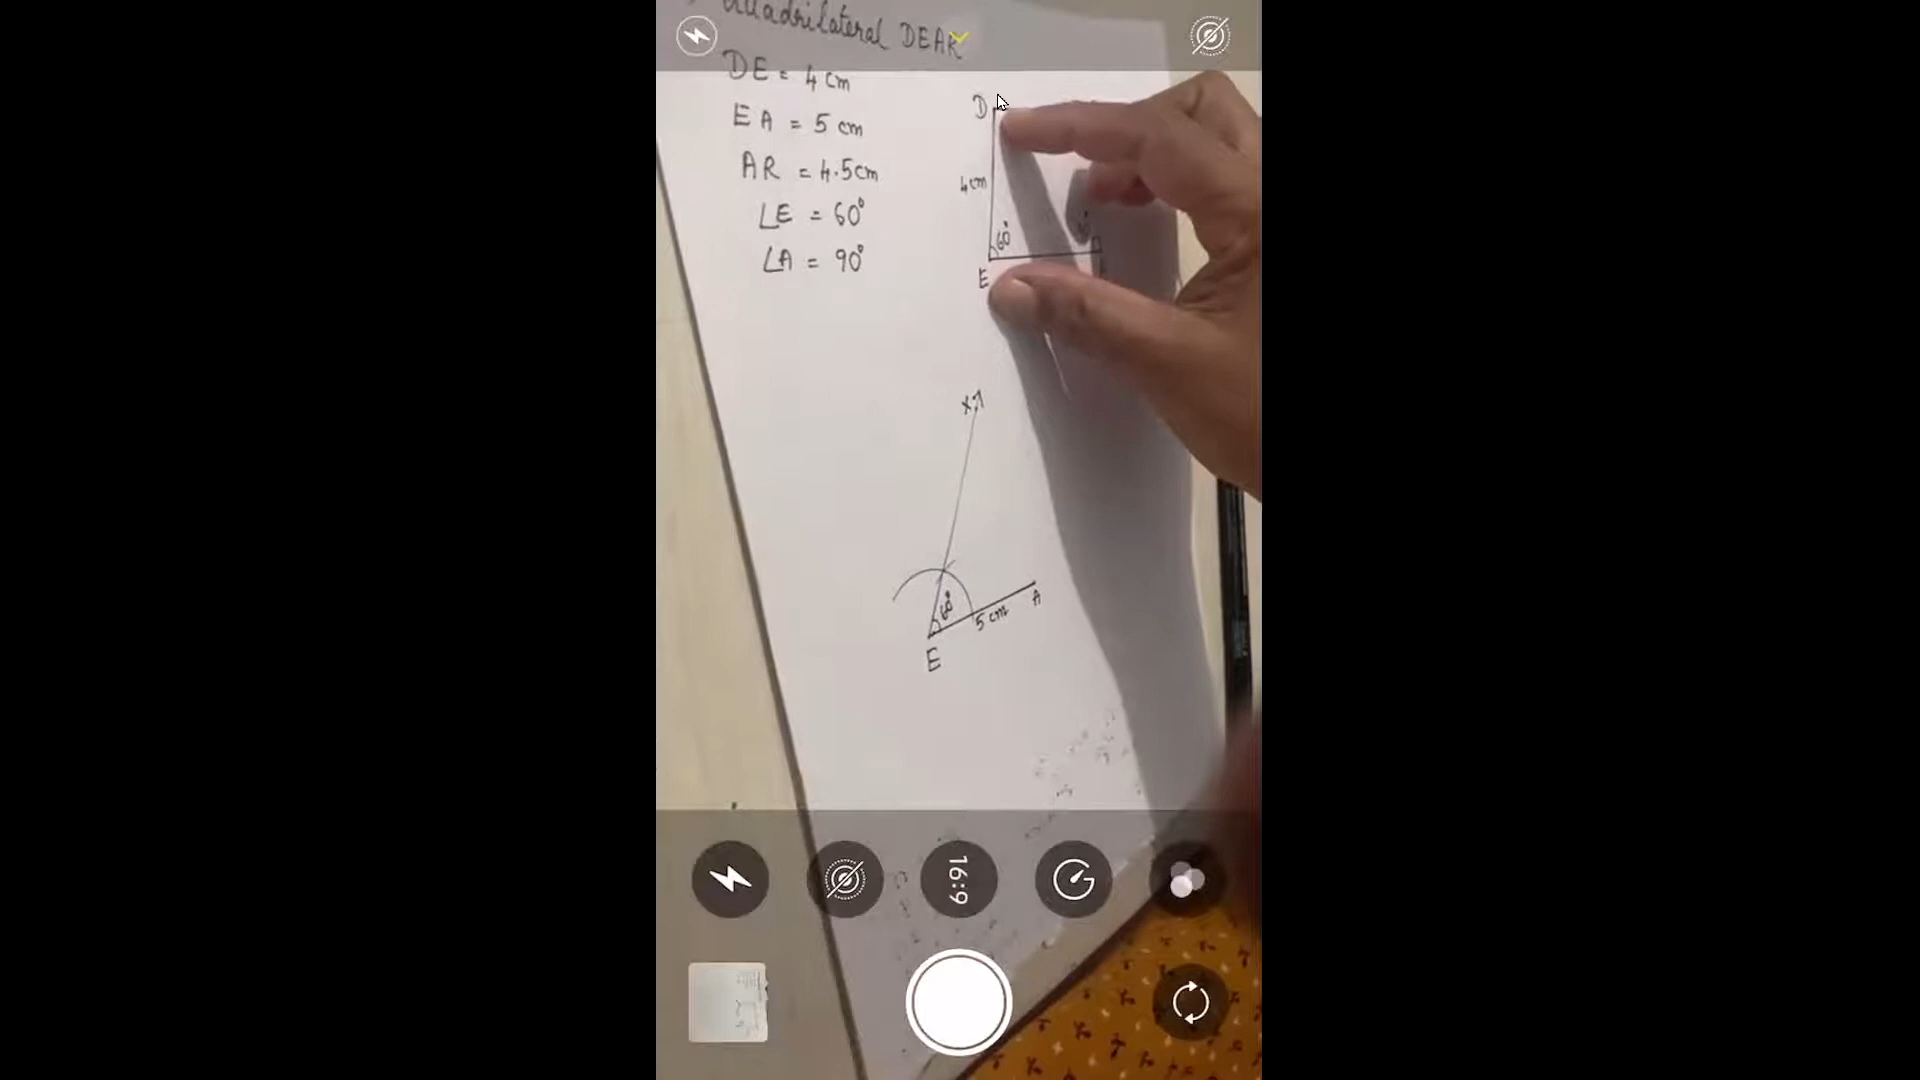 Quadrilateral DEAR
DE = 4 cm
EA = 5 cm
AR = 4.5cm
∠E = 60°
∠A = 90°
D
4cm
60°
E
X
60°
5 cm
A
E
16:9